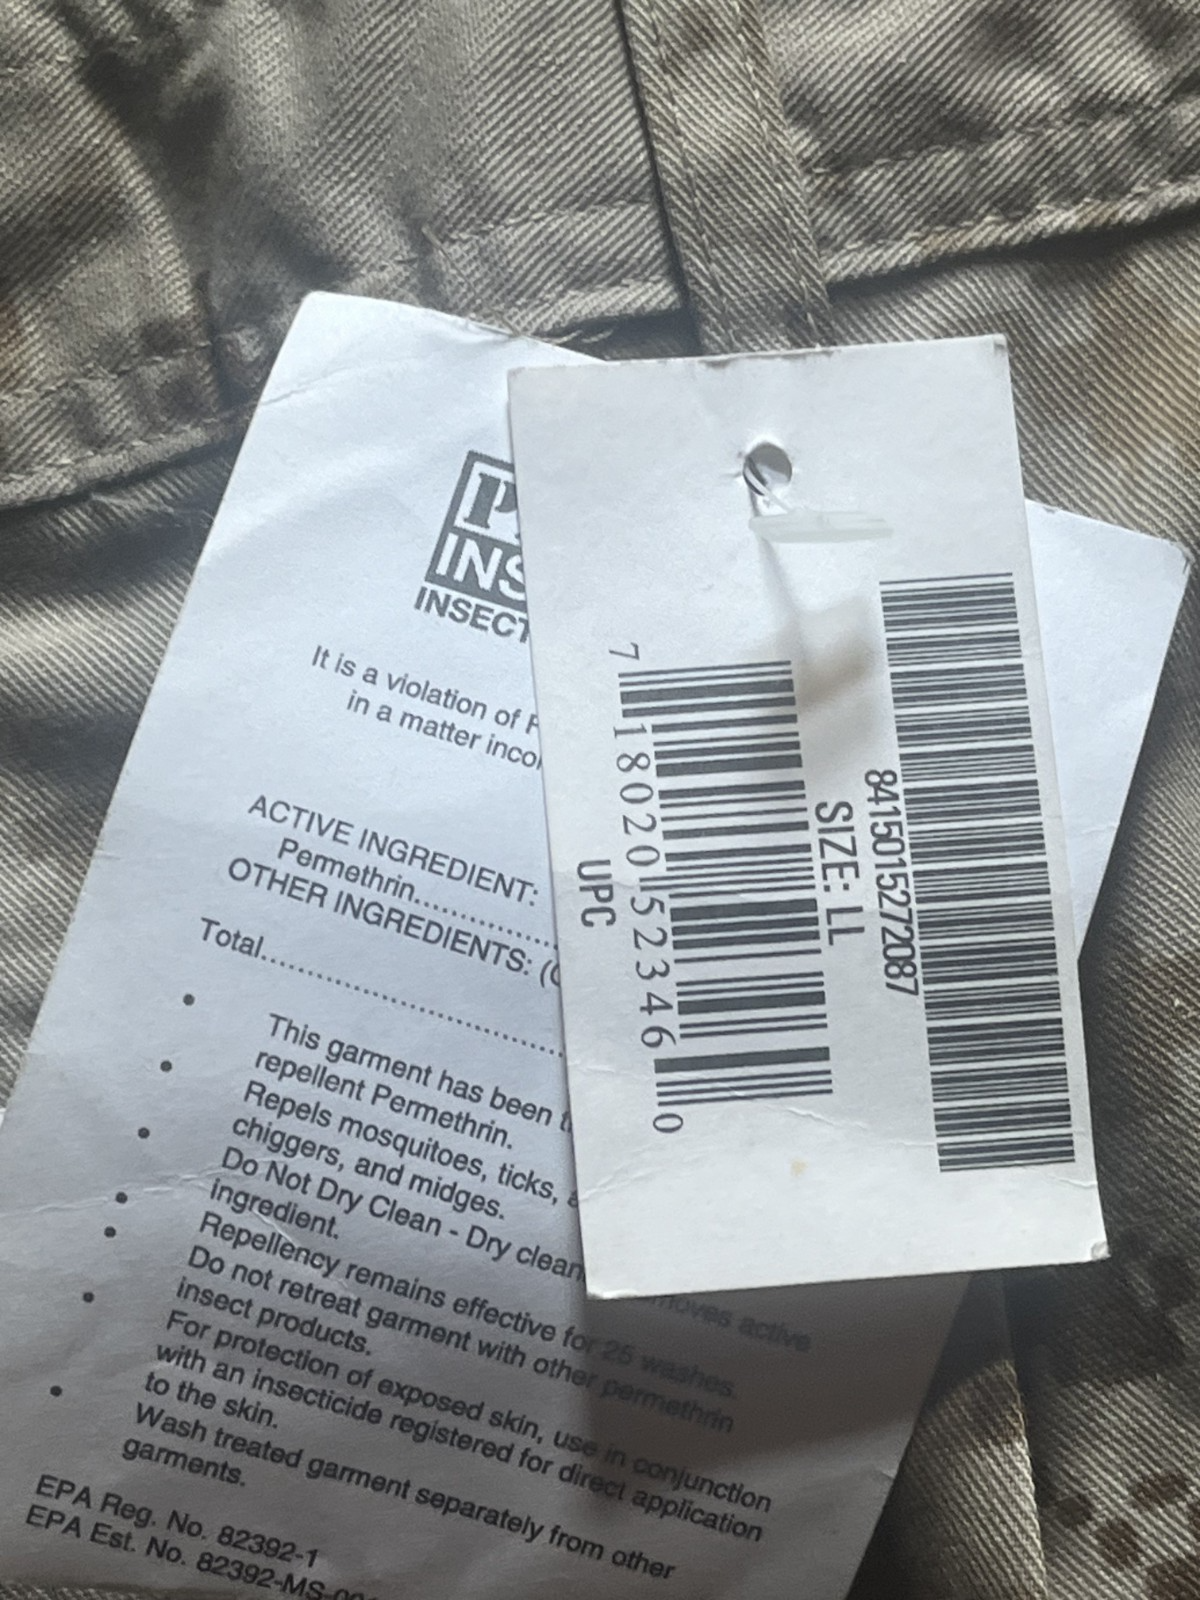 INS
INSECT
It is a violation of
in a matter
ACTIVE INGREDIENT:
Permethrin..................
OTHER INGREDIENTS:
Total....................................
• This garment has been
repellent Permethrin.
• Repels mosquitoes, ticks,
chiggers, and midges.
• Do Not Dry Clean - Dry clean
moves active
ingredient.
• Repellency remains effective for 25 washes.
• Do not retreat garment with other permethrin
insect products.
• For protection of exposed skin, use in conjunction
with an insecticide registered for direct application
to the skin.
• Wash treated garment separately from other
garments.
EPA Reg. No. 82392-1
EPA Est. No. 82392-MS-
7 18020 52346 0
UPC
SIZE: LL
8415015272087